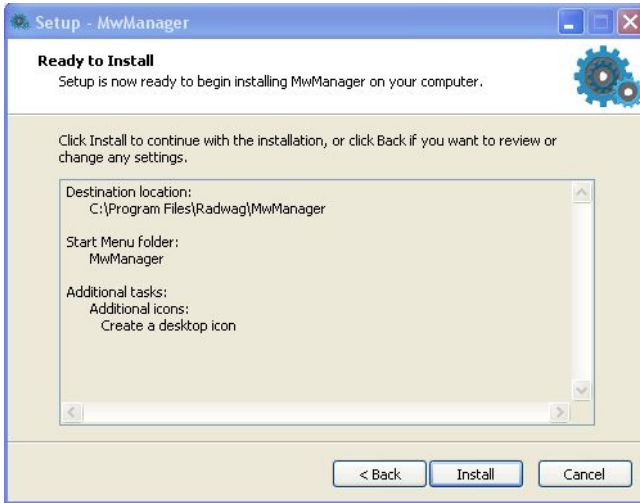 Setup - MwManager
Ready to Install
Setup is now ready to begin installing MwManager on your computer.
Click Install to continue with the installation, or click Back if you want to review or
change any settings.
Destination location:
C:\Program Files\Radwag\MwManager
Start Menu folder:
MwManager
Additional tasks:
Additional icons:
Create a desktop icon
< Back
Install
Cancel